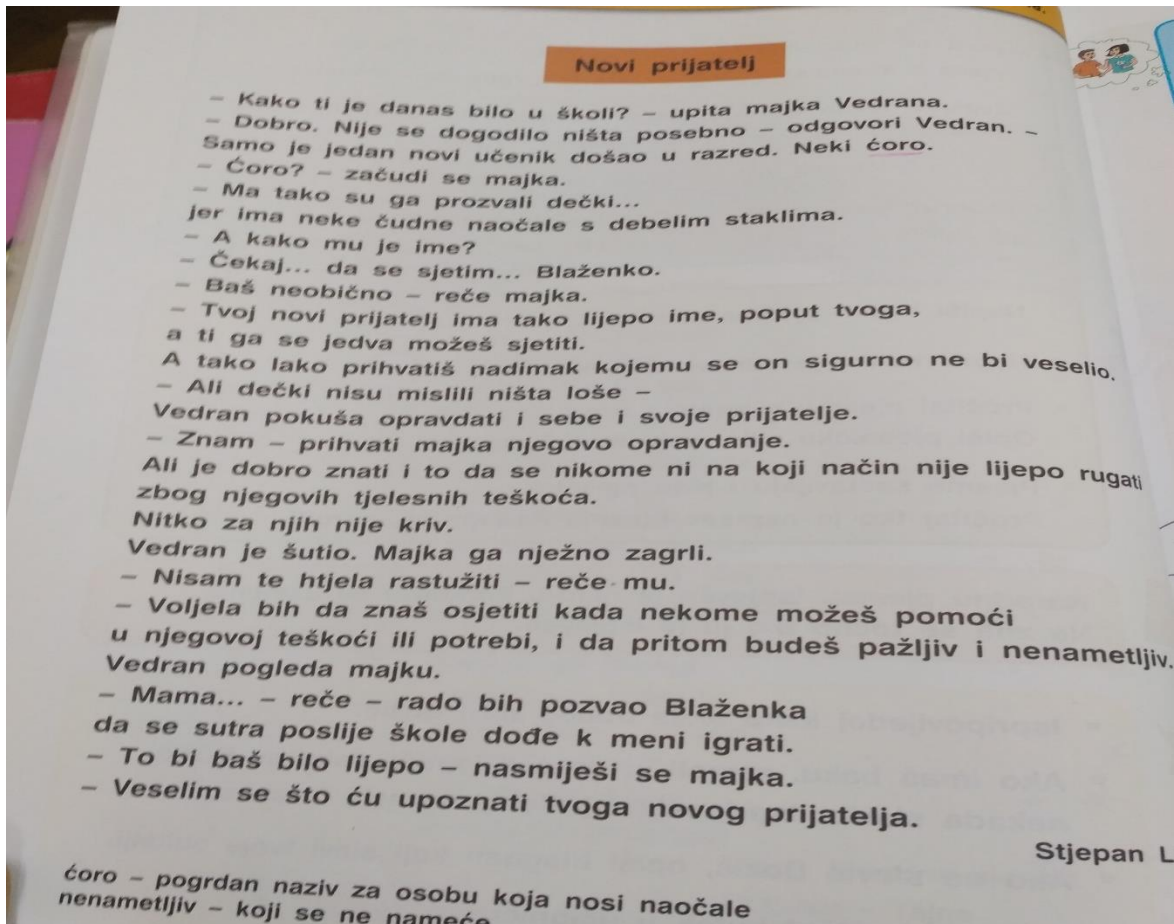 Novi prijatelj
– Kako ti je danas bilo u školi? – upita majka Vedrana.
– Dobro. Nije se dogodilo ništa posebno – odgovori Vedran. –
Samo je jedan novi učenik došao u razred. Neki ćoro.
– Ćoro? – začudi se majka.
– Ma tako su ga prozvali dečki...
jer ima neke čudne naočale s debelim staklima.
– A kako mu je ime?
– Čekaj... da se sjetim... Blaženko.
– Baš neobično – reče majka.
– Tvoj novi prijatelj ima tako lijepo ime, poput tvoga,
a ti ga se jedva možeš sjetiti.
A tako lako prihvatiš nadimak kojemu se on sigurno ne bi veselio.
– Ali dečki nisu mislili ništa loše –
Vedran pokuša opravdati i sebe i svoje prijatelje.
– Znam – prihvati majka njegovo opravdanje.
Ali je dobro znati i to da se nikome ni na koji način nije lijepo rugati
zbog njegovih tjelesnih teškoća.
Nitko za njih nije kriv.
Vedran je šutio. Majka ga nježno zagrli.
– Nisam te htjela rastužiti – reče mu.
– Voljela bih da znaš osjetiti kada nekome možeš pomoći
u njegovoj teškoći ili potrebi, i da pritom budeš pažljiv i nenametljiv.
Vedran pogleda majku.
– Mama... – reče – rado bih pozvao Blaženka
da se sutra poslije škole dođe k meni igrati.
– To bi baš bilo lijepo – nasmiješi se majka.
– Veselim se što ću upoznati tvoga novog prijatelja.
Stjepan L
ćoro – pogrdan naziv za osobu koja nosi naočale
nenametljiv – koji se ne nameće